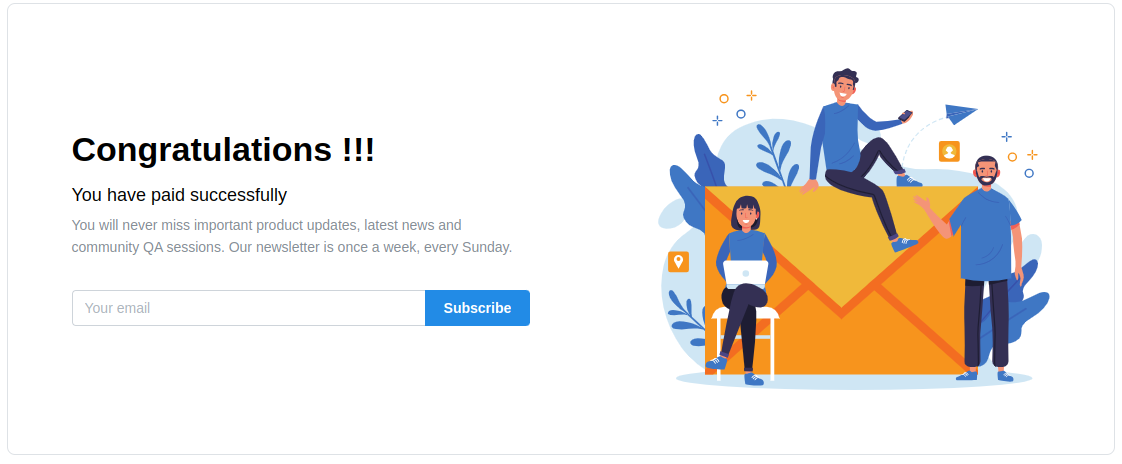 Congratulations !!!
You have paid successfully
You will never miss important product updates, latest news and
community QA sessions. Our newsletter is once a week, every Sunday.
Your email
Subscribe